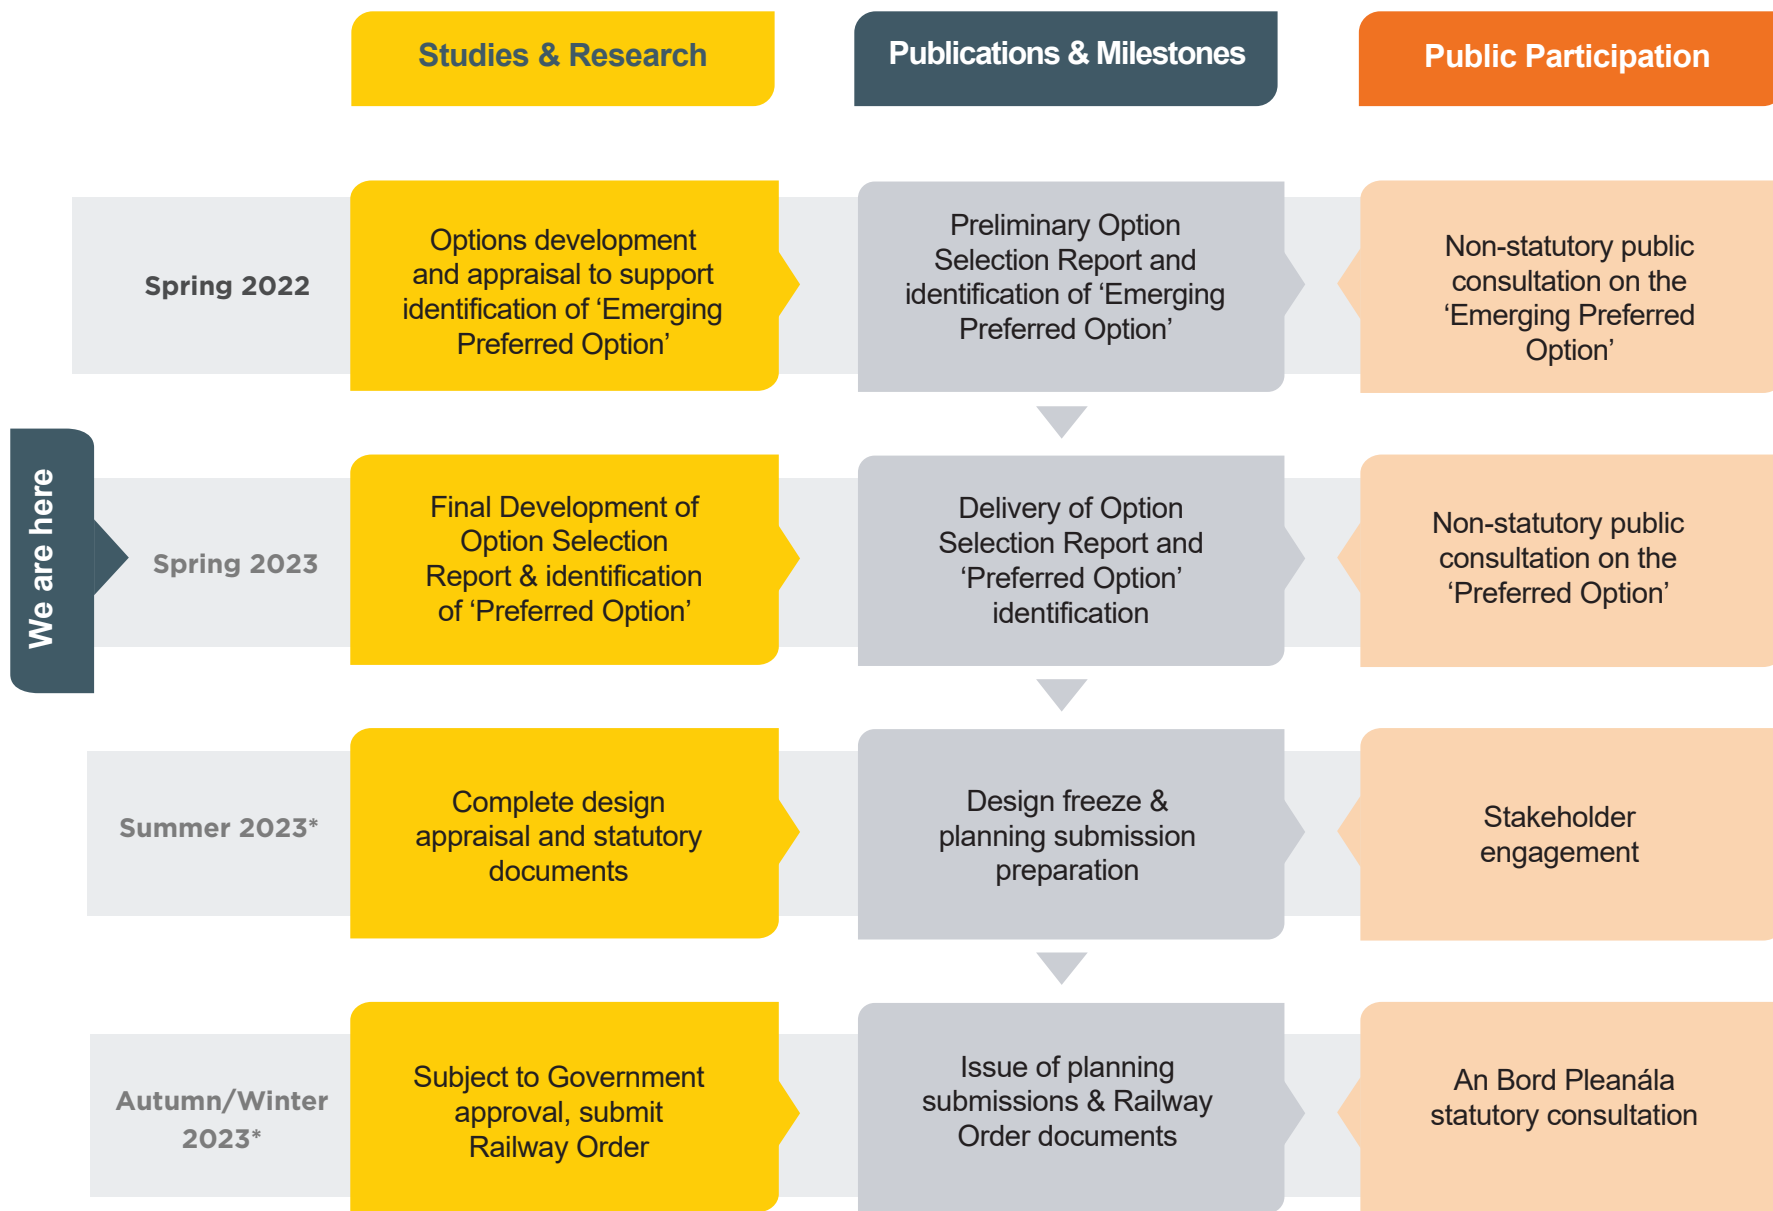 Studies & Research
Publications & Milestones
Public Participation
Spring 2022
Options development
and appraisal to support
identification of ‘Emerging
Preferred Option’
Preliminary Option
Selection Report and
identification of ‘Emerging
Preferred Option’
Non-statutory public
consultation on the
‘Emerging Preferred
Option’
We are here
Spring 2023
Final Development of
Option Selection
Report & identification
of ‘Preferred Option’
Delivery of Option
Selection Report and
‘Preferred Option’
identification
Non-statutory public
consultation on the
‘Preferred Option’
Summer 2023*
Complete design
appraisal and statutory
documents
Design freeze &
planning submission
preparation
Stakeholder
engagement
Autumn/Winter
2023*
Subject to Government
approval, submit
Railway Order
Issue of planning
submissions & Railway
Order documents
An Bord Pleanála
statutory consultation